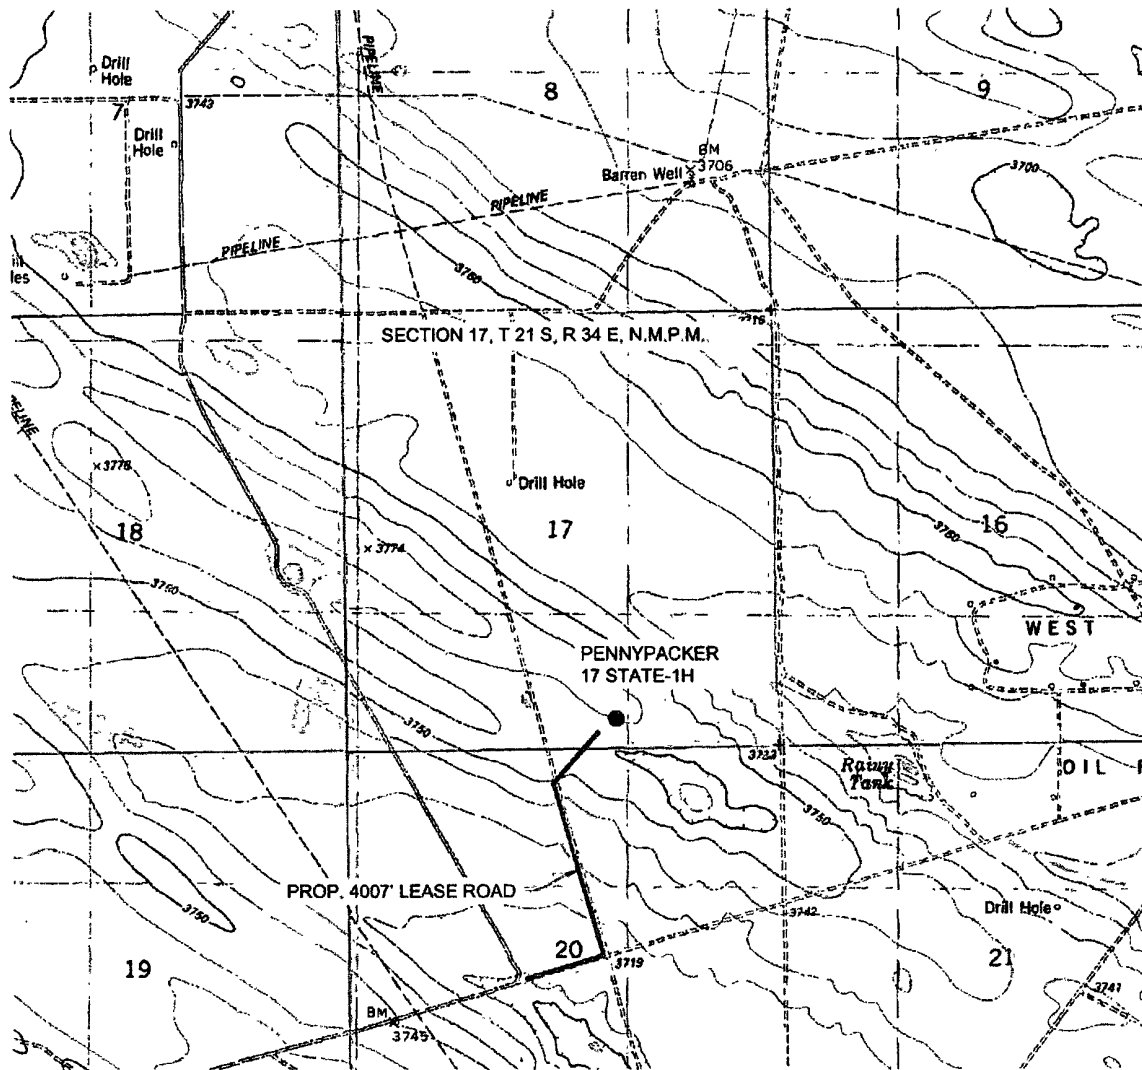 Drill
Hole
PIPELINE
8
9
7
3743
Drill
Hole
BM
3706
Barren Well
3700
PIPELINE
PIPELINE
les
3760
SECTION 17, T 21 S, R 34 E, N.M.P.M.
3776
Drill Hole
18
17
3774
3760
16
3750
WEST
PENNYPACKER
17 STATE-1H
3750
3733
Rainy
Tank
OIL
3750
PROP. 4007' LEASE ROAD
3750
3742
Drill Hole
20
3719
19
21
3741
BM
3745